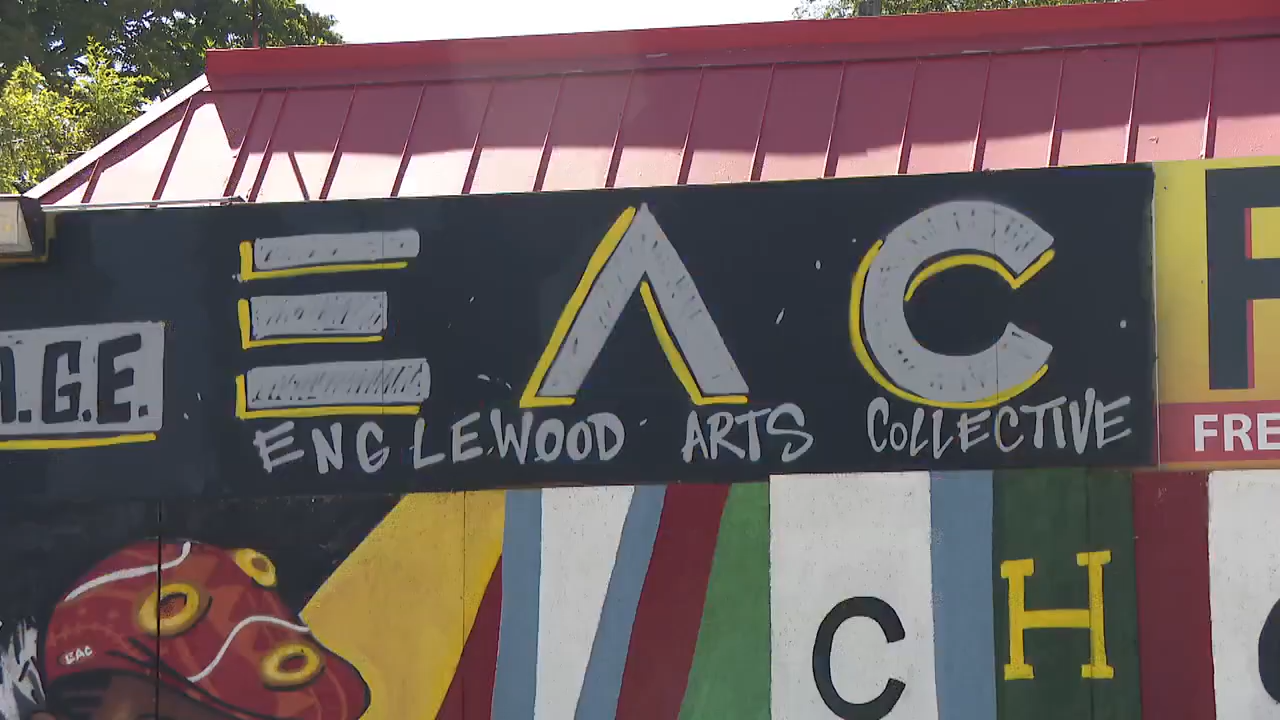 EAC
.G.E.
ENGLEWOOD ARTS COLLECTIVE
FRE
EAC
C H